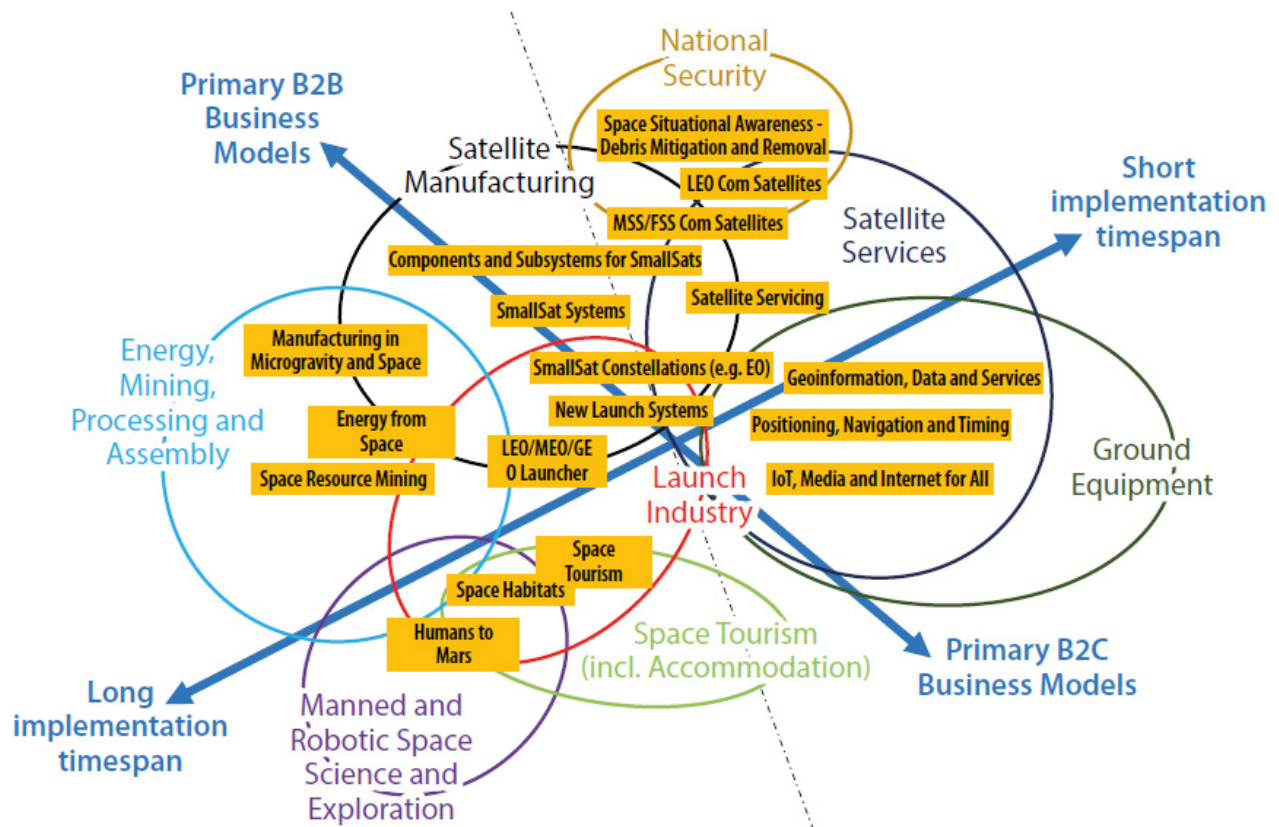 National
Security
Primary B2B
Business
Models
Space Situational Awareness -
Debris Mitigation and Removal
Satellite
Manufacturing
LEO Com Satellites
Short
implementation
timespan
MSS/FSS Com Satellites
Satellite
Services
Components and Subsystems for SmallSats
Satellite Servicing
SmallSat Systems
Manufacturing in
Microgravity and Space
Energy,
Mining,
Processing and
Assembly
SmallSat Constellations (e.g. EO)
Geoinformation, Data and Services
New Launch Systems
Positioning, Navigation and Timing
Energy from
Space
LEO/MEO/GE
O Launcher
Space Resource Mining
Launch
Industry
IoT, Media and Internet for All
Ground
Equipment
Space
Tourism
Space Habitats
Humans to
Mars
Space Tourism
(incl. Accommodation)
Primary B2C
Business Models
Long
implementation
timespan
Manned and
Robotic Space
Science and
Exploration